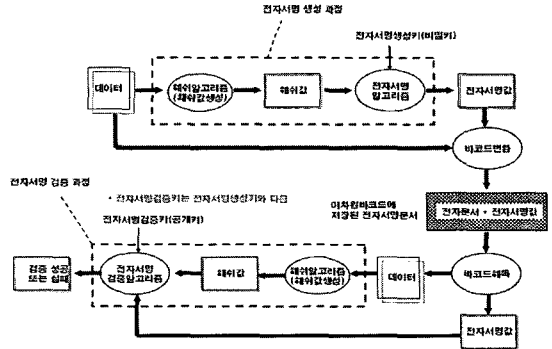 전자서명 생성 과정
전자서명생성키(비밀키)
데이타
해쉬알고리즘
(해쉬값생성)
해쉬값
전자서명
알고리즘
전자서명값
바코드변환
전자서명 검증 과정
* 전자서명검증키는 전자서명생성키와 다름
전자서명검증키(공개키)
이차원바코드에
저장된 전자서명문서
전자문서 + 전자서명값
검증 성공
또는 실패
전자서명
검증알고리즘
해쉬값
해쉬알고리즘
(해쉬값생성)
데이타
바코드해독
전자서명값